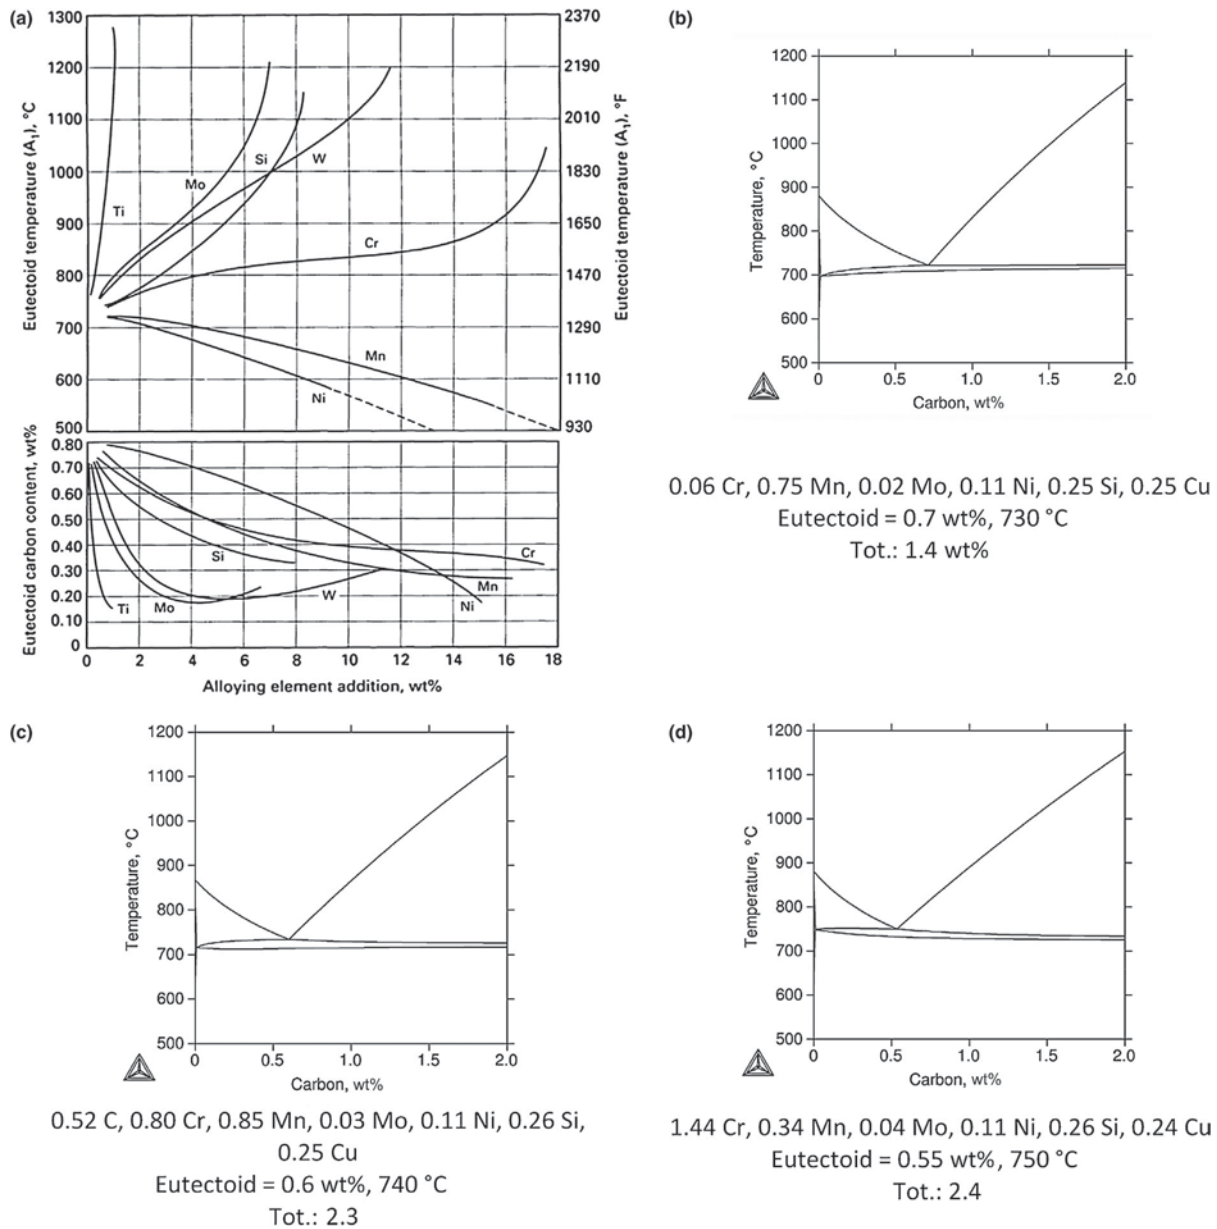 (a)
1300
1200
1100
1000
900
800
700
600
500
Eutectoid temperature (A1), °C
2370
2190
2010
1830
1650
1470
1290
1110
930
Eutectoid temperature (A1), °F
Ti
Mo
Si
W
Cr
Mn
Ni
0.80
0.70
0.60
0.50
0.40
0.30
0.20
0.10
0
Eutectoid carbon content, wt%
Si
Cr
Ti
Mo
W
Mn
Ni
0 2 4 6 8 10 12 14 16 18
Alloying element addition, wt%
(b)
1200
1100
1000
900
800
700
600
500
Temperature, °C
0 0.5 1.0 1.5 2.0
Carbon, wt%
0.06 Cr, 0.75 Mn, 0.02 Mo, 0.11 Ni, 0.25 Si, 0.25 Cu
Eutectoid = 0.7 wt%, 730 °C
Tot.: 1.4 wt%
(c)
1200
1100
1000
900
800
700
600
500
Temperature, °C
0 0.5 1.0 1.5 2.0
Carbon, wt%
0.52 C, 0.80 Cr, 0.85 Mn, 0.03 Mo, 0.11 Ni, 0.26 Si,
0.25 Cu
Eutectoid = 0.6 wt%, 740 °C
Tot.: 2.3
(d)
1200
1100
1000
900
800
700
600
500
Temperature, °C
0 0.5 1.0 1.5 2.0
Carbon, wt%
1.44 Cr, 0.34 Mn, 0.04 Mo, 0.11 Ni, 0.26 Si, 0.24 Cu
Eutectoid = 0.55 wt%, 750 °C
Tot.: 2.4